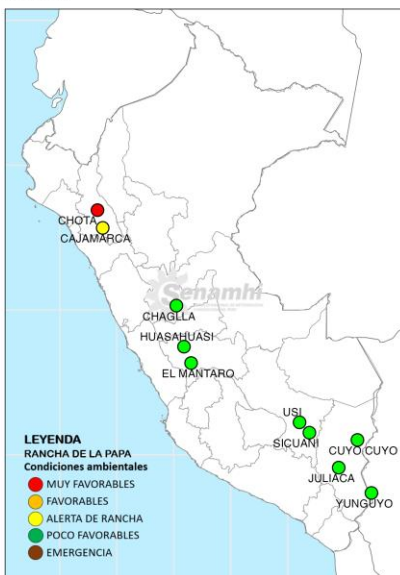 CHOTA
CAJAMARCA
Senamhi
CHAGLLA
HUASAHUASI
EL MANTARO
USI
SICUANI
CUYO CUYO
JULIACA
YUNGUYO
LEYENDA
RANCHA DE LA PAPA
Condiciones ambientales
MUY FAVORABLES
FAVORABLES
ALERTA DE RANCHA
POCO FAVORABLES
EMERGENCIA